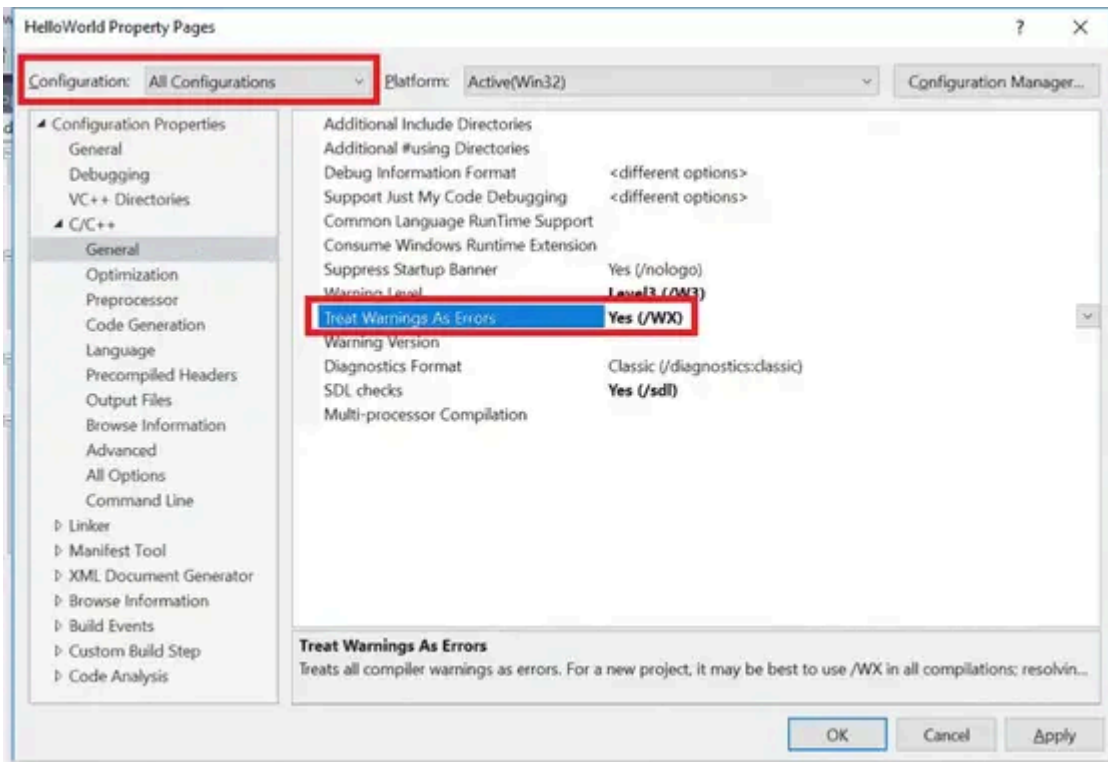 HelloWorld Property Pages ? ×
Configuration: All Configurations Platform: Active(Win32) Configuration Manager...
Configuration Properties
General
Debugging
VC++ Directories
C/C++
General
Optimization
Preprocessor
Code Generation
Language
Precompiled Headers
Output Files
Browse Information
Advanced
All Options
Command Line
Linker
Manifest Tool
XML Document Generator
Browse Information
Build Events
Custom Build Step
Code Analysis
Additional Include Directories
Additional #using Directories
Debug Information Format <different options>
Support Just My Code Debugging <different options>
Common Language RunTime Support
Consume Windows Runtime Extension
Suppress Startup Banner Yes (/nologo)
Warning Level Level3 (/W3)
Treat Warnings As Errors Yes (/WX)
Warning Version
Diagnostics Format Classic (/diagnostics:classic)
SDL checks Yes (/sdl)
Multi-processor Compilation
Treat Warnings As Errors
Treats all compiler warnings as errors. For a new project, it may be best to use /WX in all compilations; resolvin...
OK Cancel Apply